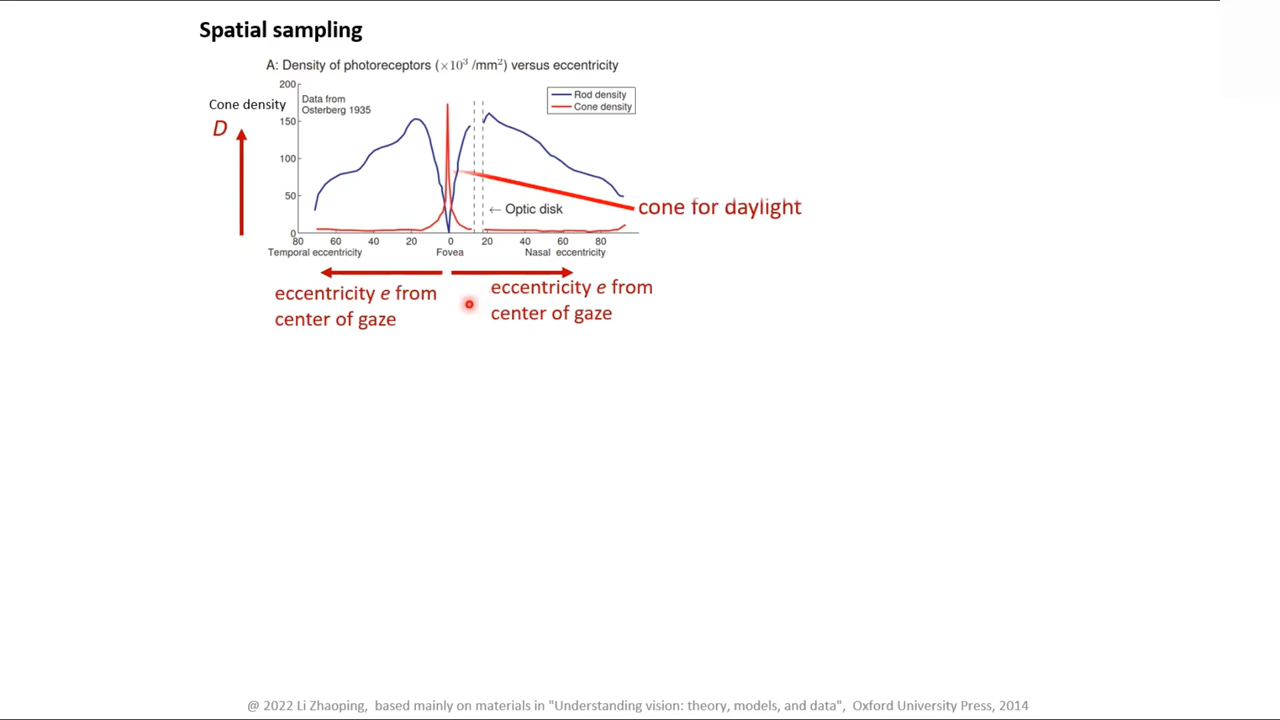 Spatial sampling
A: Density of photoreceptors (×10³ /mm²) versus eccentricity
200
Cone density
Data from
Osterberg 1935
Rod density
Cone density
D
150
100
50
0
← Optic disk
cone for daylight
80 60 40 20 0 20 40 60 80
Temporal eccentricity Fovea Nasal eccentricity
eccentricity e from
center of gaze
eccentricity e from
center of gaze
@ 2022 Li Zhaoping, based mainly on materials in "Understanding vision: theory, models, and data", Oxford University Press, 2014